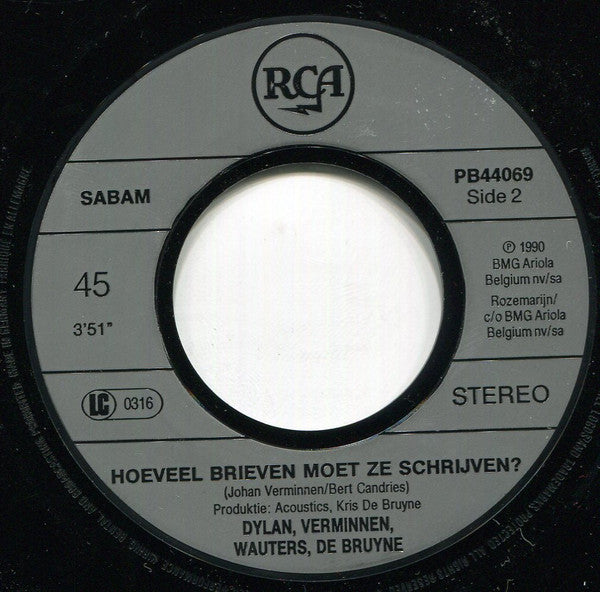 RCA
SABAM
PB44069
Side 2
45
3'51"
℗ 1990
BMG Ariola
Belgium nv/sa
Rozemarijn/
c/o BMG Ariola
Belgium nv/sa
LC 0316
STEREO
HOEVEEL BRIEVEN MOET ZE SCHRIJVEN?
(Johan Verminnen/Bert Candries)
Produktie: Acoustics, Kris De Bruyne
DYLAN, VERMINNEN,
WAUTERS, DE BRUYNE